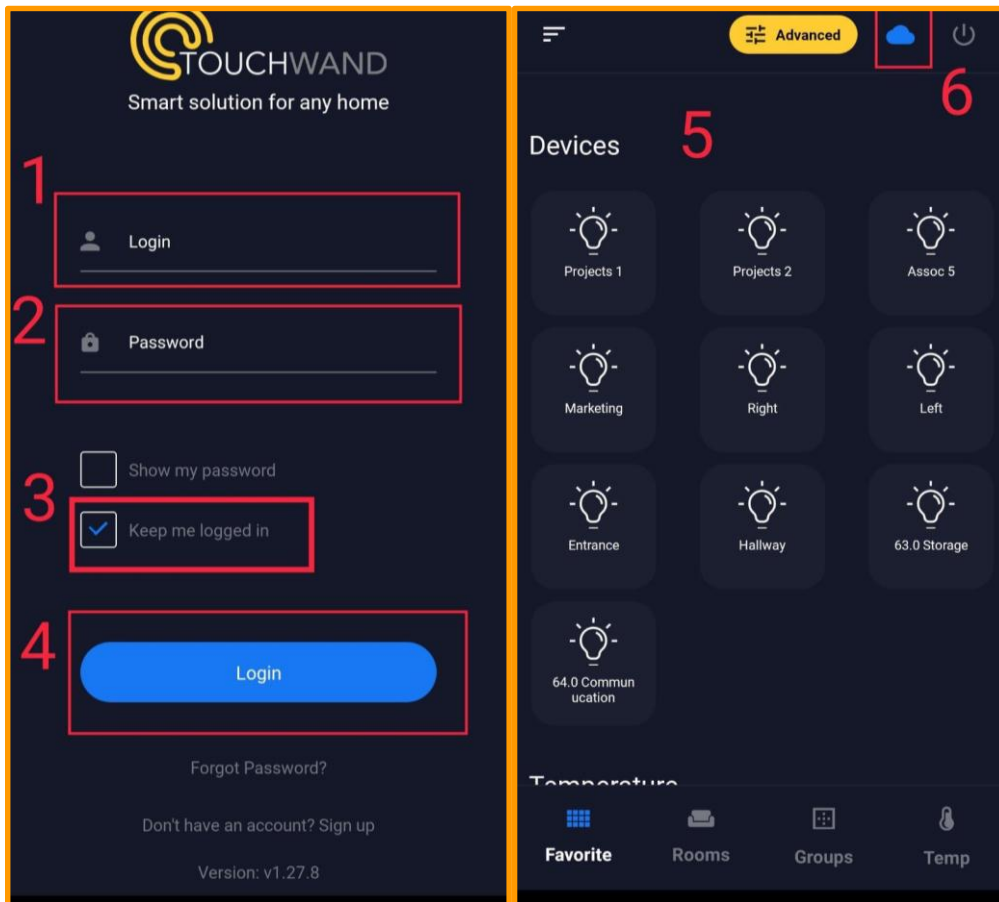 TOUCHWAND
Smart solution for any home
1
Login
2
Password
Show my password
3
Keep me logged in
4
Login
Forgot Password?
Don't have an account? Sign up
Version: v1.27.8
Advanced
6
5
Devices
Projects 1
Projects 2
Assoc 5
Marketing
Right
Left
Entrance
Hallway
63.0 Storage
64.0 Commun
ucation
Temperature
Favorite
Rooms
Groups
Temp